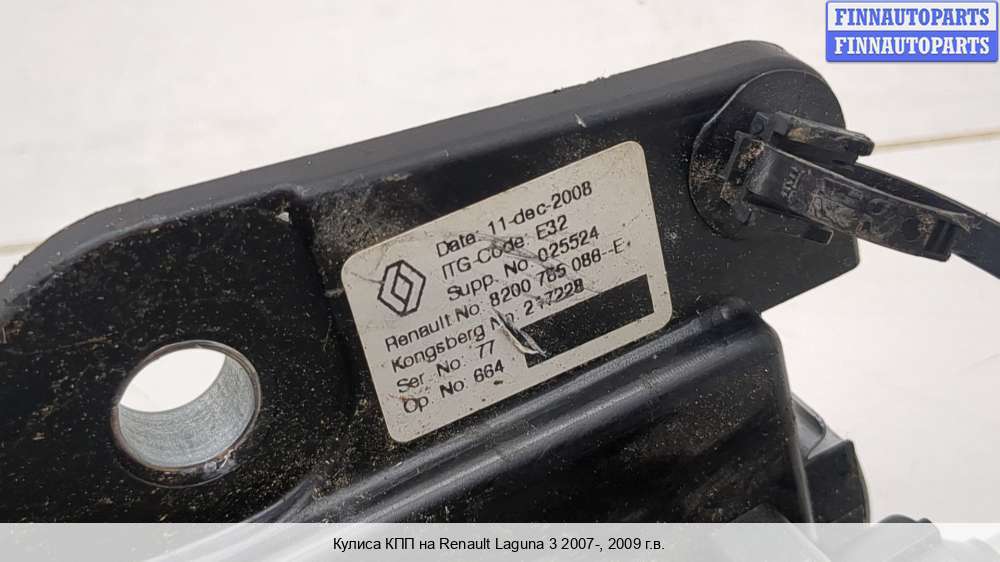 FINNAUTOPARTS
FINNAUTOPARTS
Date: 11-dec-2008
ITG-Code: E32
Supp. No: 025524
Renault No: 8200 765 086--E
Kongsberg No: 217228
Ser. No: 77
Op. No: 664
Кулиса КПП на Renault Laguna 3 2007-, 2009 г.в.